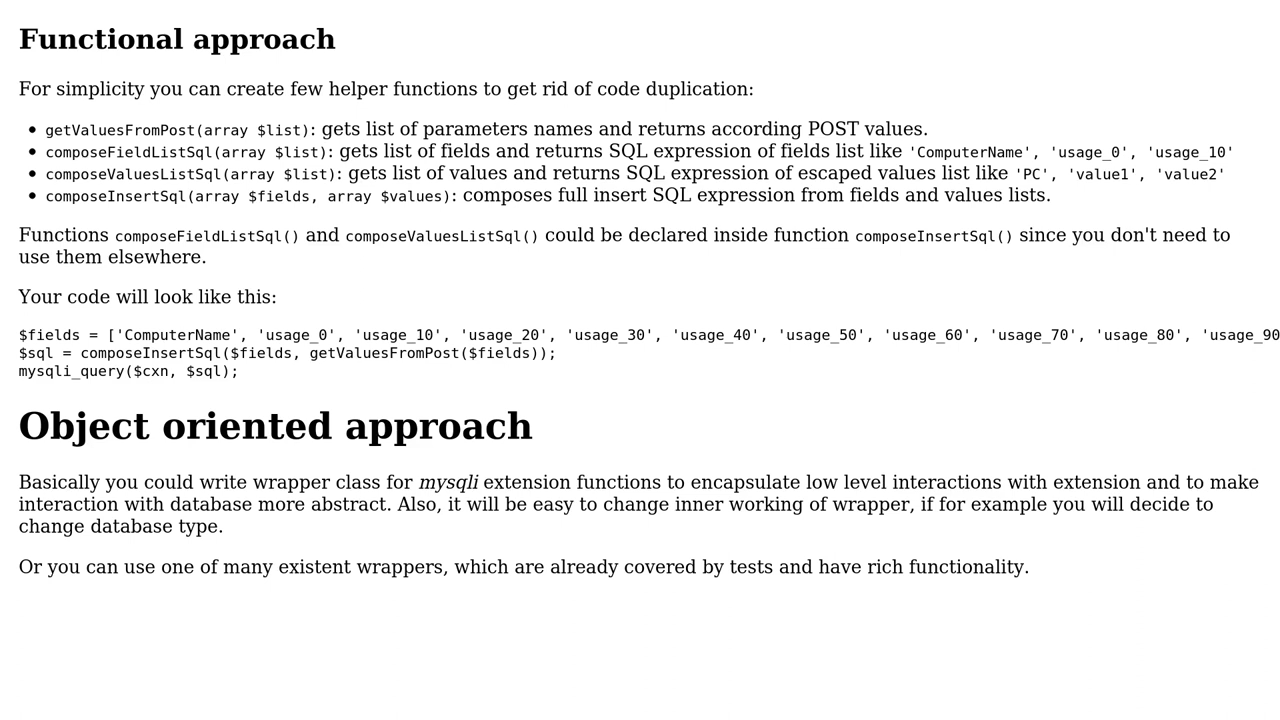 Functional approach
For simplicity you can create few helper functions to get rid of code duplication:
• getValuesFromPost(array $list): gets list of parameters names and returns according POST values.
• composeFieldListSql(array $list): gets list of fields and returns SQL expression of fields list like 'ComputerName', 'usage_0', 'usage_10'
• composeValuesListSql(array $list): gets list of values and returns SQL expression of escaped values list like 'PC', 'value1', 'value2'
• composeInsertSql(array $fields, array $values): composes full insert SQL expression from fields and values lists.
Functions composeFieldListSql() and composeValuesListSql() could be declared inside function composeInsertSql() since you don't need to
use them elsewhere.
Your code will look like this:
$fields = ['ComputerName', 'usage_0', 'usage_10', 'usage_20', 'usage_30', 'usage_40', 'usage_50', 'usage_60', 'usage_70', 'usage_80', 'usage_90
$sql = composeInsertSql($fields, getValuesFromPost($fields));
mysqli_query($cxn, $sql);
Object oriented approach
Basically you could write wrapper class for mysqli extension functions to encapsulate low level interactions with extension and to make
interaction with database more abstract. Also, it will be easy to change inner working of wrapper, if for example you will decide to
change database type.
Or you can use one of many existent wrappers, which are already covered by tests and have rich functionality.